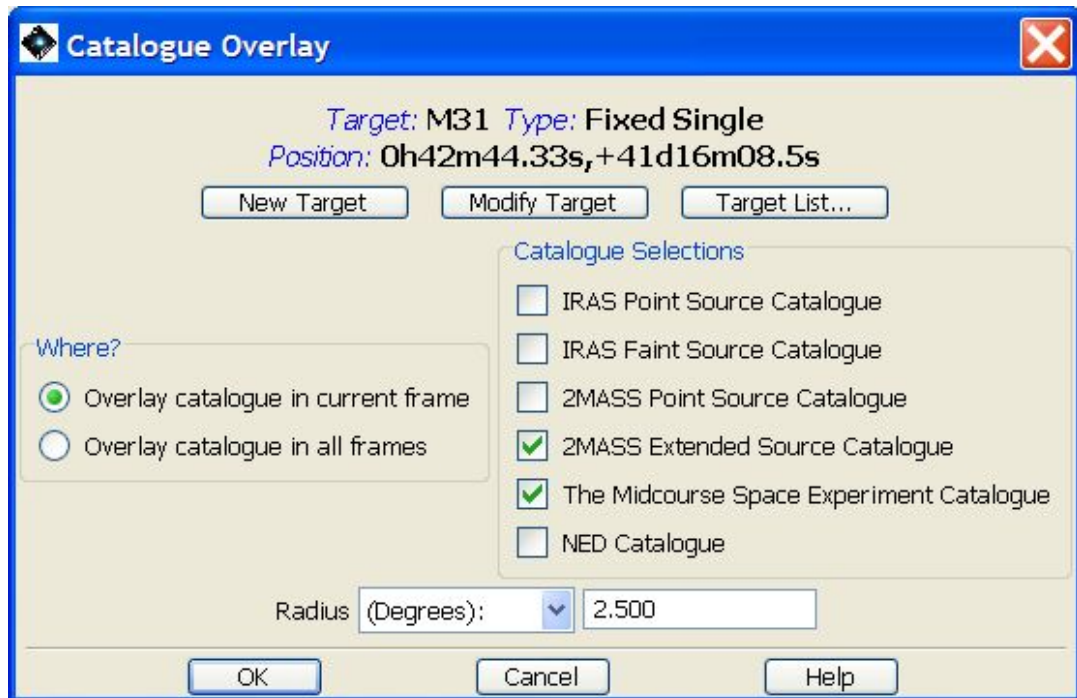 Catalogue Overlay
Target: M31 Type: Fixed Single
Position: 0h42m44.33s,+41d16m08.5s
New Target Modify Target Target List...
Where?
Overlay catalogue in current frame
Overlay catalogue in all frames
Catalogue Selections
IRAS Point Source Catalogue
IRAS Faint Source Catalogue
2MASS Point Source Catalogue
2MASS Extended Source Catalogue
The Midcourse Space Experiment Catalogue
NED Catalogue
Radius (Degrees): 2.500
OK Cancel Help